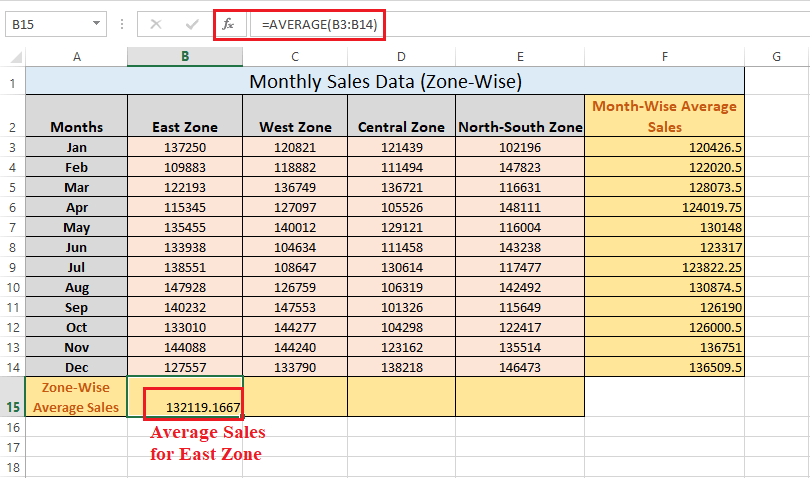 B15 fx =AVERAGE(B3:B14)
A B C D E F G
1 Monthly Sales Data (Zone-Wise)
2 Months East Zone West Zone Central Zone North-South Zone Month-Wise Average Sales
3 Jan 137250 120821 121439 102196 120426.5
4 Feb 109883 118882 111494 147823 122020.5
5 Mar 122193 136749 136721 116631 128073.5
6 Apr 115345 127097 105526 148111 124019.75
7 May 135455 140012 129121 116004 130148
8 Jun 133938 104634 111458 143238 123317
9 Jul 138551 108647 130614 117477 123822.25
10 Aug 147928 126759 106319 142492 130874.5
11 Sep 140232 147553 101326 115649 126190
12 Oct 133010 144277 104298 122417 126000.5
13 Nov 144088 144240 123162 135514 136751
14 Dec 127557 133790 138218 146473 136509.5
15 Zone-Wise Average Sales 132119.1667
16 Average Sales
17 for East Zone
18